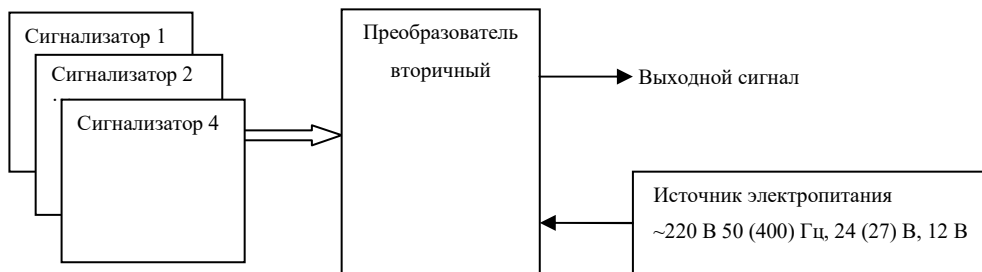 Сигнализатор 1
Сигнализатор 2
Сигнализатор 4
Преобразователь
вторичный
Выходной сигнал
Источник электропитания
~220 В 50 (400) Гц, 24 (27) В, 12 В